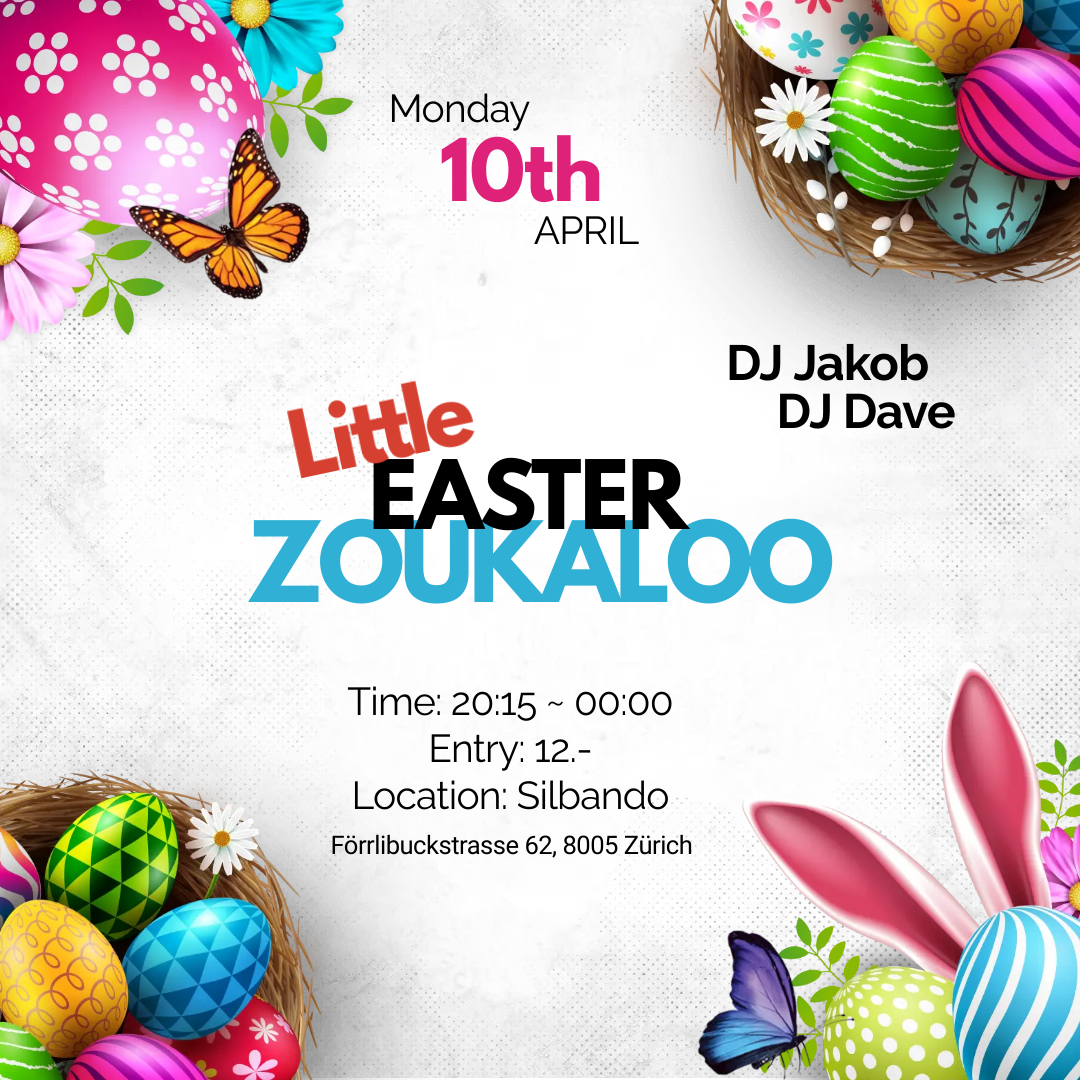 Monday
10th
APRIL
DJ Jakob
DJ Dave
Little
EASTER
ZOUKALOO
Time: 20:15 ~ 00:00
Entry: 12.-
Location: Silbando
Förrlibuckstrasse 62, 8005 Zürich